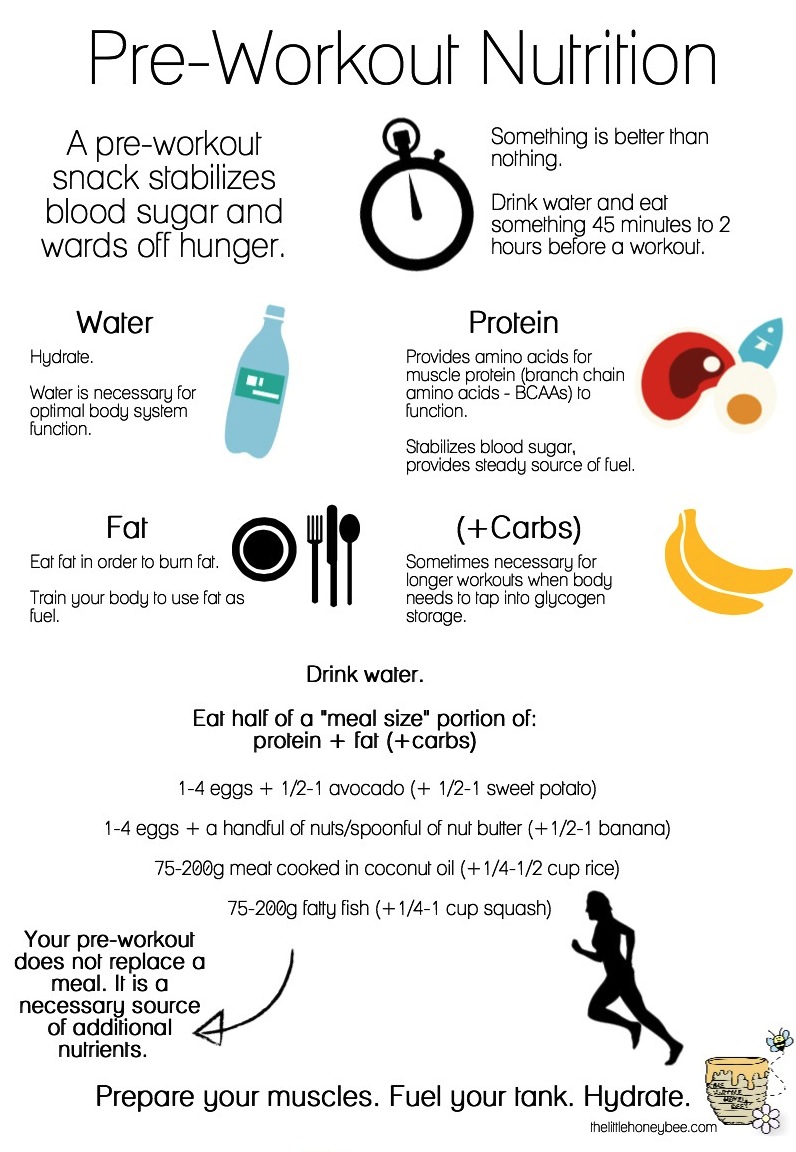 Pre-Workout Nutrition
A pre-workout
snack stabilizes
blood sugar and
wards off hunger.
Something is better than
nothing.
Drink water and eat
something 45 minutes to 2
hours before a workout.
Water
Hydrate.
Water is necessary for
optimal body system
function.
Protein
Provides amino acids for
muscle protein (branch chain
amino acids - BCAAs) to
function.
Stabilizes blood sugar,
provides steady source of fuel.
Fat
Eat fat in order to burn fat.
Train your body to use fat as
fuel.
(+Carbs)
Sometimes necessary for
longer workouts when body
needs to tap into glycogen
storage.
Drink water.
Eat half of a "meal size" portion of:
protein + fat (+carbs)
1-4 eggs + 1/2-1 avocado (+ 1/2-1 sweet potato)
1-4 eggs + a handful of nuts/spoonful of nut butter (+1/2-1 banana)
75-200g meat cooked in coconut oil (+1/4-1/2 cup rice)
75-200g fatty fish (+1/4-1 cup squash)
Your pre-workout
does not replace a
meal. It is a
necessary source
of additional
nutrients.
Prepare your muscles. Fuel your tank. Hydrate.
thelittlehoneybee.com